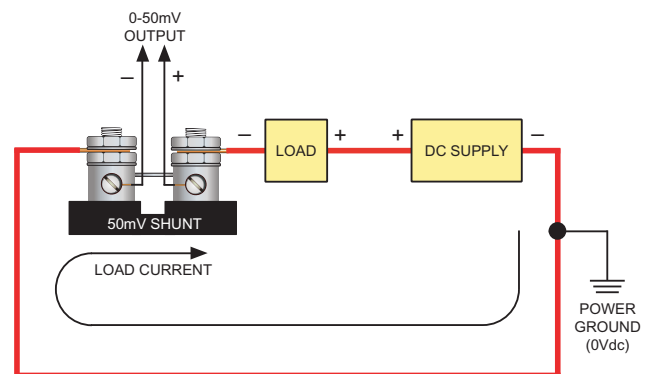 0-50mV
OUTPUT
– +
– LOAD + + DC SUPPLY –
50mV SHUNT
LOAD CURRENT
POWER
GROUND
(0Vdc)